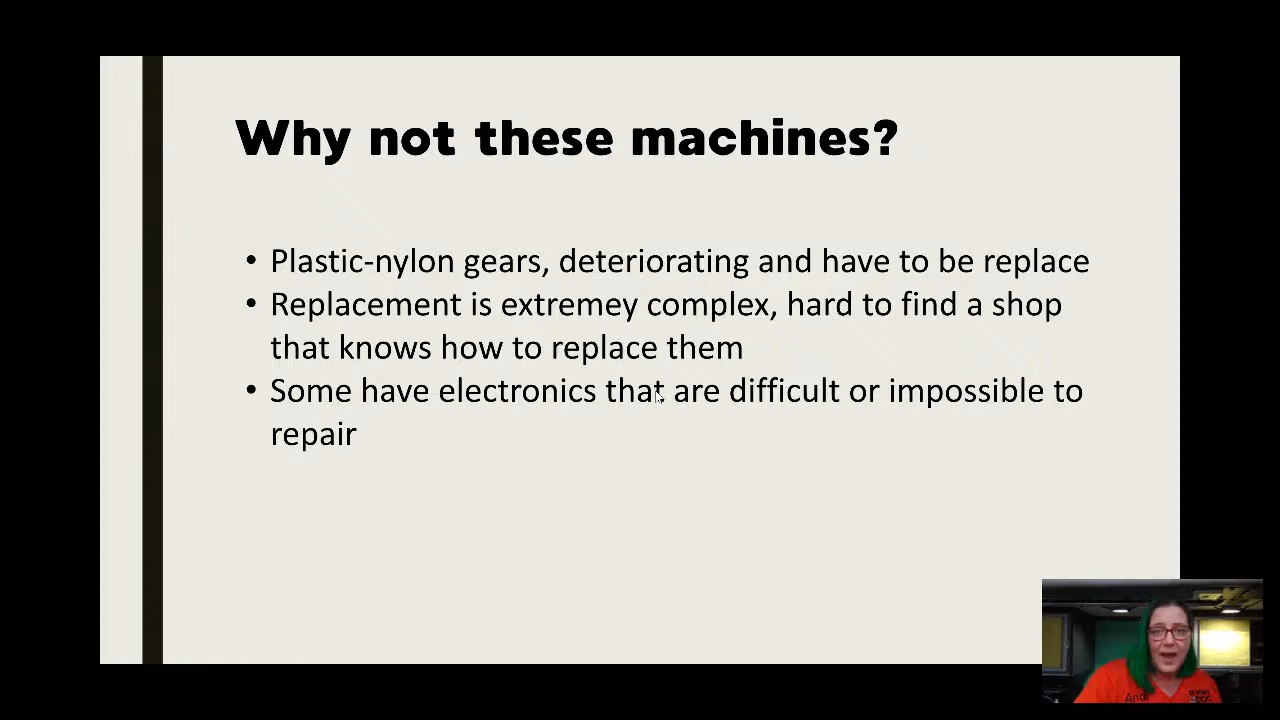 Why not these machines?
• Plastic-nylon gears, deteriorating and have to be replace
• Replacement is extremey complex, hard to find a shop
that knows how to replace them
• Some have electronics that are difficult or impossible to
repair